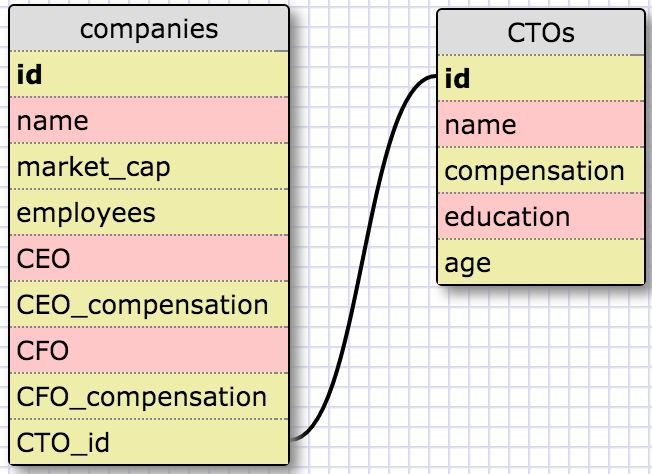 companies
id
name
market_cap
employees
CEO
CEO_compensation
CFO
CFO_compensation
CTO_id
CTOs
id
name
compensation
education
age